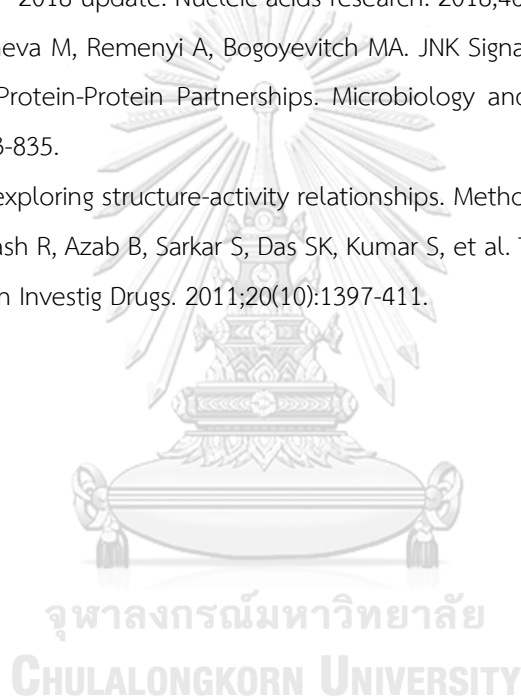 2018 update. Nucleic acids research. 2018;4
neva M, Remenyi A, Bogoyevitch MA. JNK Signa
Protein-Protein Partnerships. Microbiology and
3-835.
exploring structure-activity relationships. Metho
ash R, Azab B, Sarkar S, Das SK, Kumar S, et al. T
n Investig Drugs. 2011;20(10):1397-411.
จุฬาลงกรณ์มหาวิทยาลัย
CHULALONGKORN UNIVERSITY